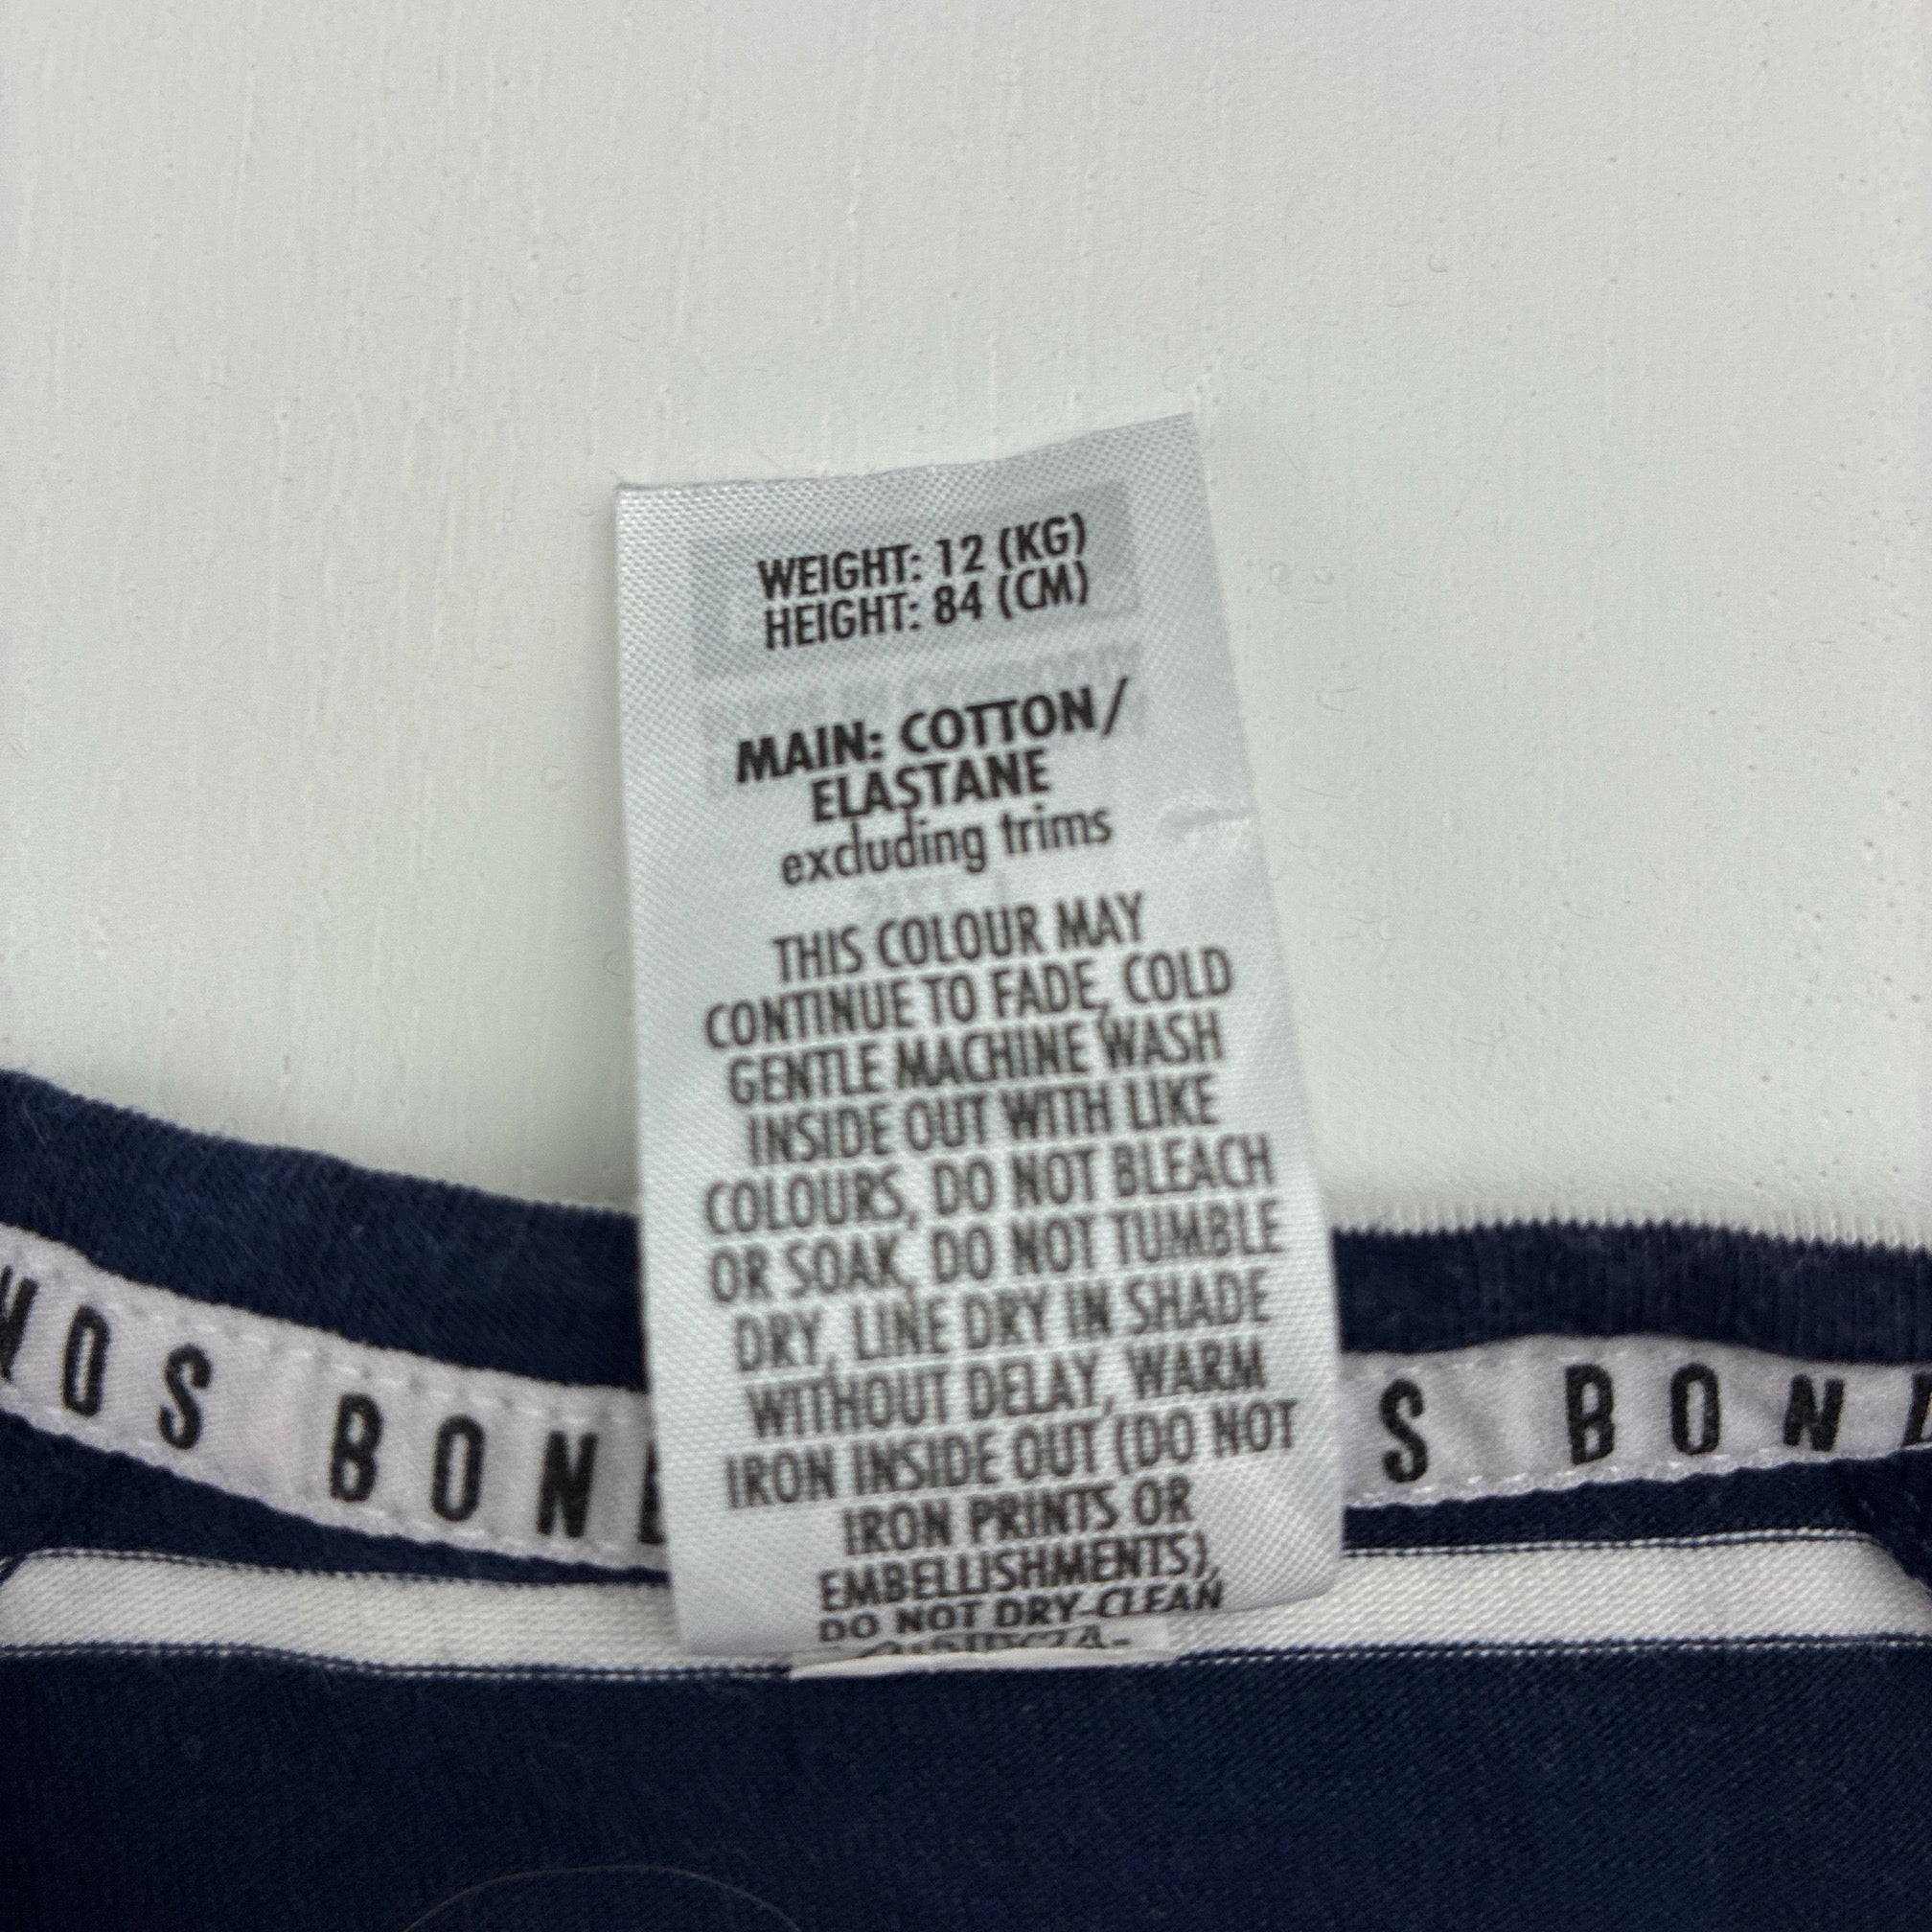 WEIGHT: 12 (KG)
HEIGHT: 84 (CM)
MAIN: COTTON/
ELASTANE
excluding trims
THIS COLOUR MAY
CONTINUE TO FADE, COLD
GENTLE MACHINE WASH
INSIDE OUT WITH LIKE
COLOURS, DO NOT BLEACH
OR SOAK, DO NOT TUMBLE
DRY, LINE DRY IN SHADE
WITHOUT DELAY, WARM
IRON INSIDE OUT (DO NOT
IRON PRINTS OR
EMBELLISHMENTS),
DO NOT DRY-CLEAN
NDS BOND
S BOND